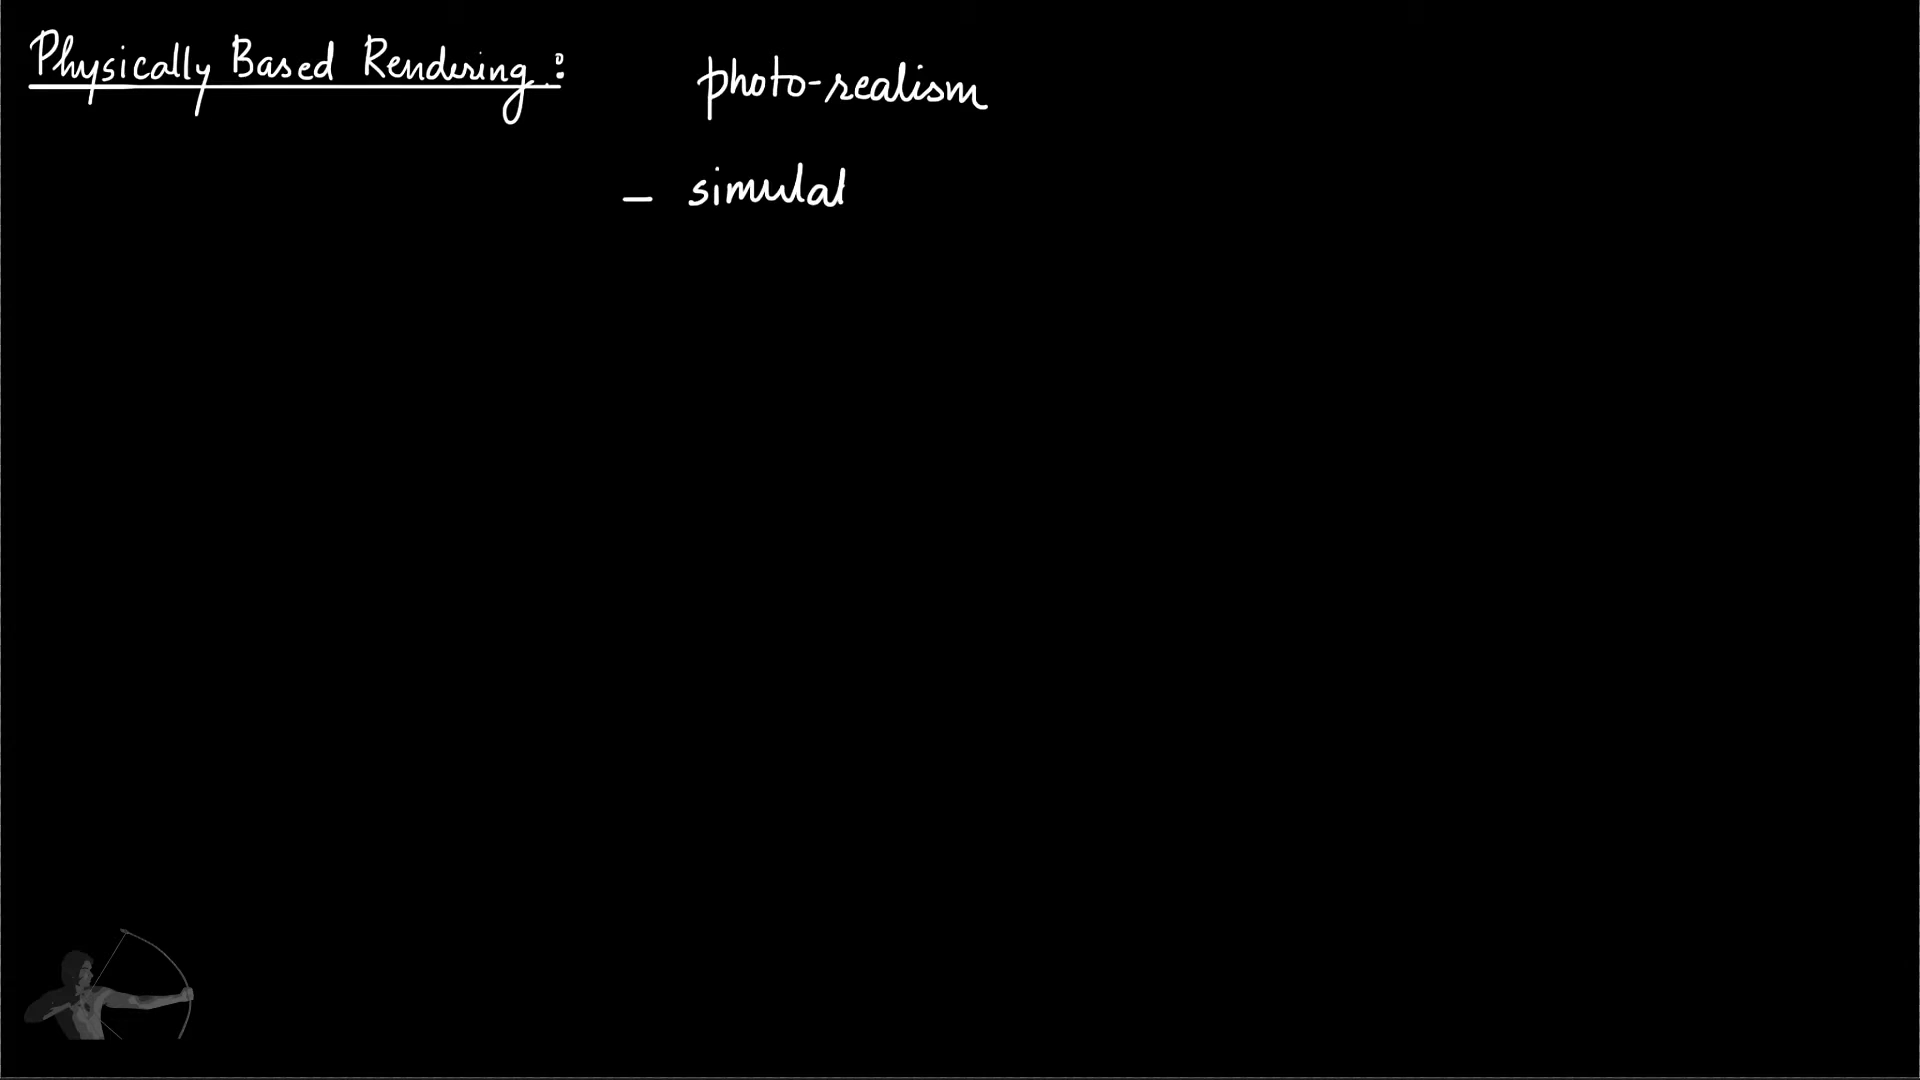 Physically Based Rendering :
photo-realism
– simulat